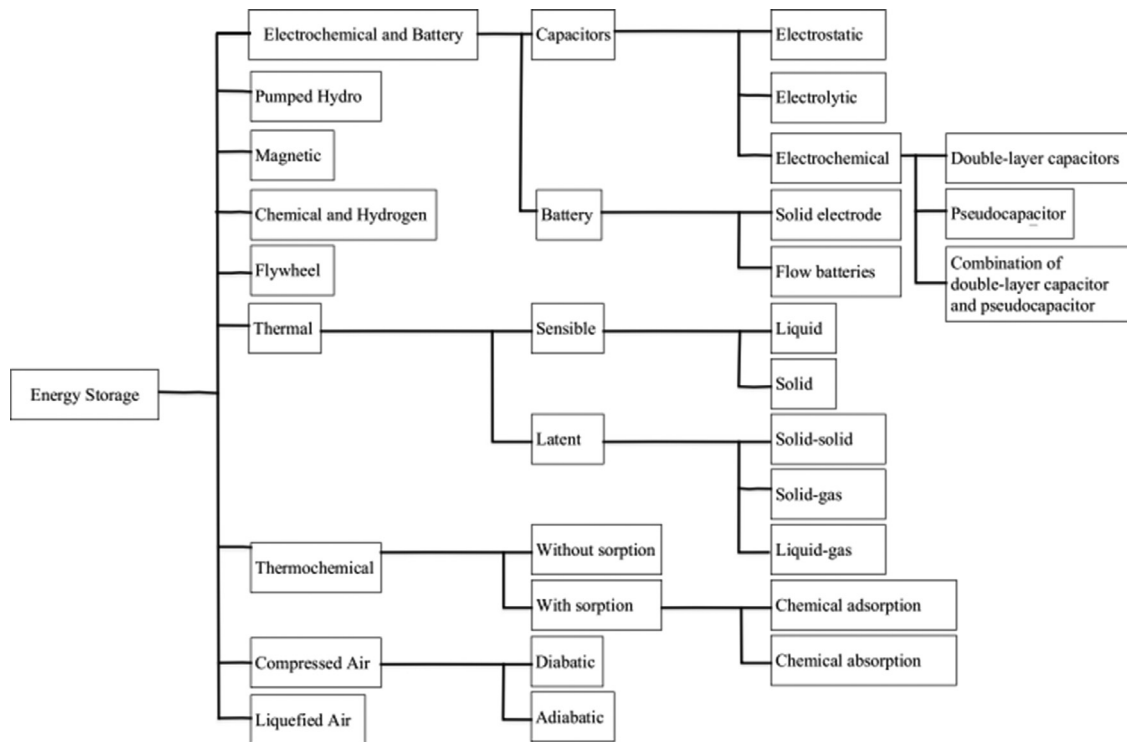 Electrochemical and Battery
Capacitors
Electrostatic
Pumped Hydro
Electrolytic
Magnetic
Electrochemical
Double-layer capacitors
Chemical and Hydrogen
Battery
Solid electrode
Pseudocapacitor
Flywheel
Flow batteries
Combination of
double-layer capacitor
and pseudocapacitor
Thermal
Sensible
Liquid
Solid
Energy Storage
Latent
Solid-solid
Solid-gas
Thermochemical
Without sorption
Liquid-gas
With sorption
Chemical adsorption
Compressed Air
Diabatic
Chemical absorption
Liquefied Air
Adiabatic